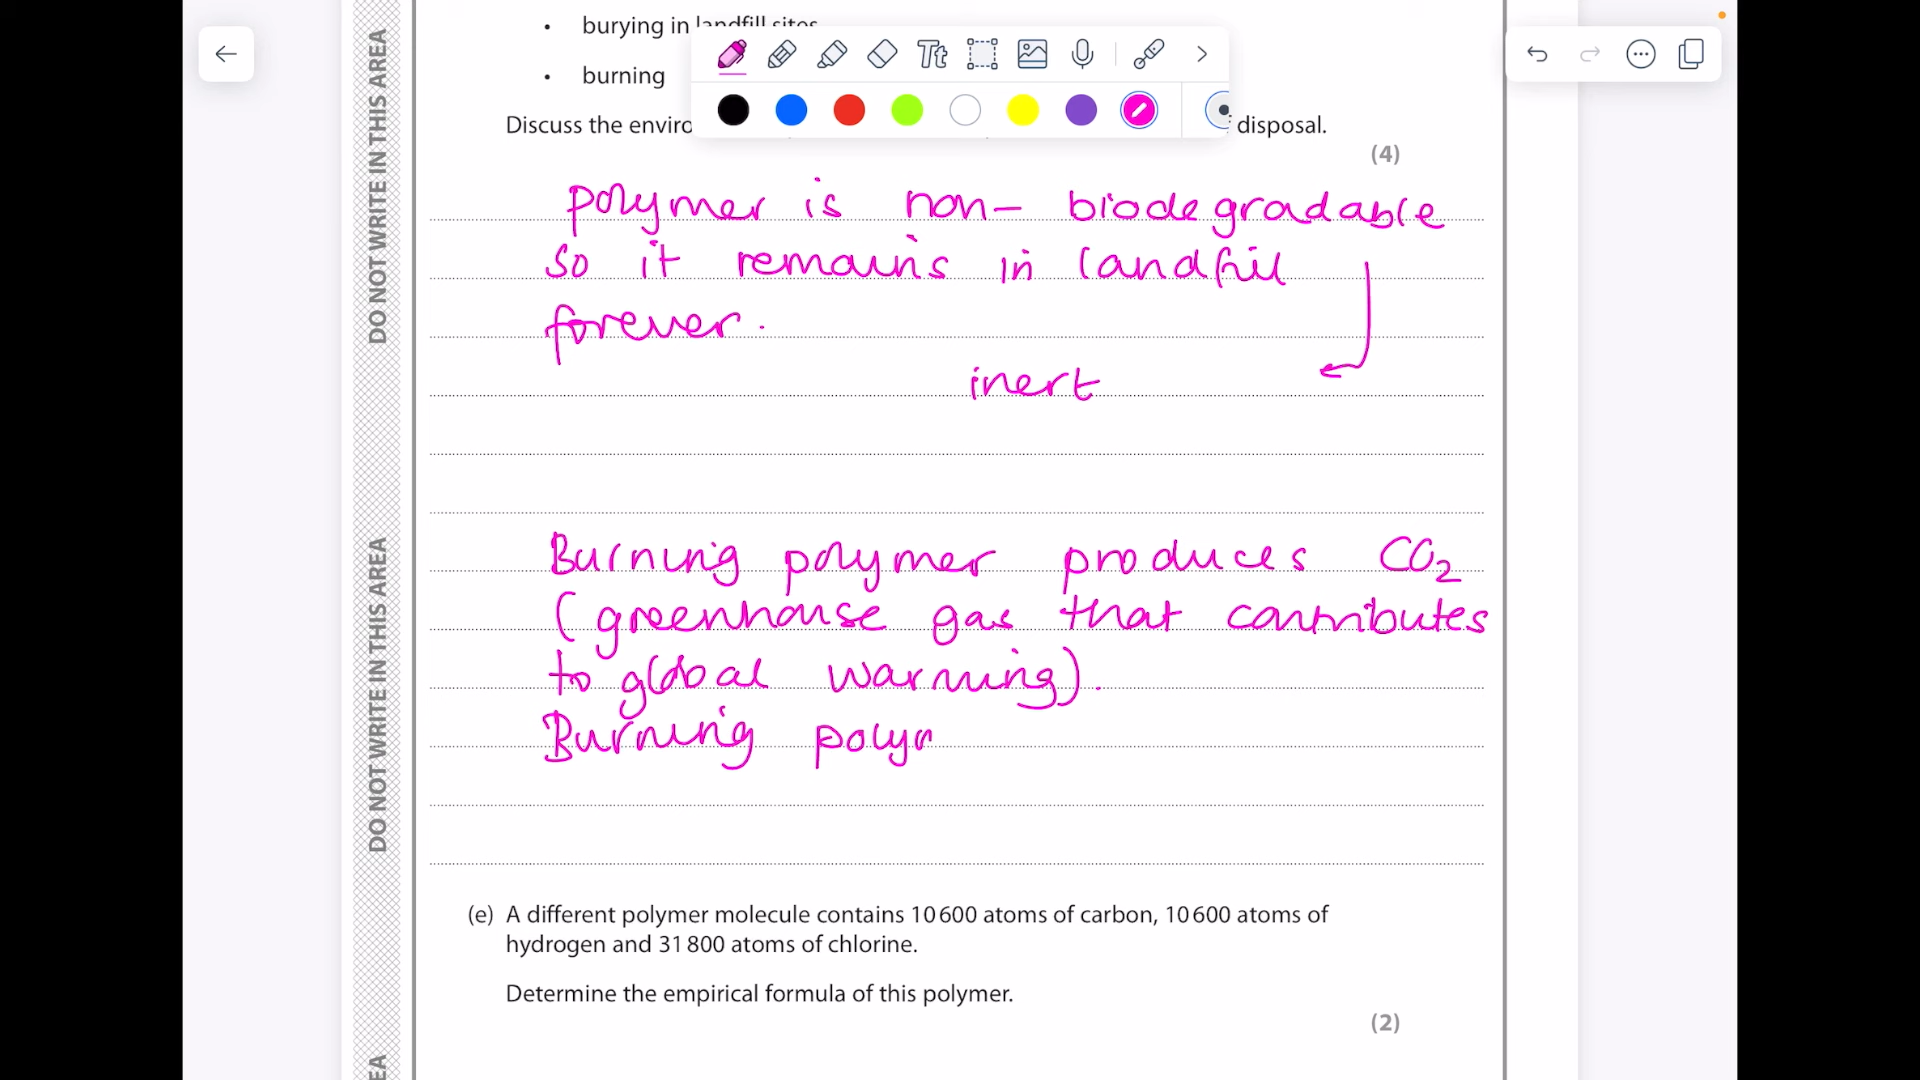 • burying in landfill sites
• burning
Tt
Discuss the enviro disposal.
(4)
polymer is non-biodegradable
so it remains in landfill
forever.
inert
Burning polymer produces CO2
(greenhouse gas that contributes
to global warming).
Burning polym
(e) A different polymer molecule contains 10 600 atoms of carbon, 10 600 atoms of
hydrogen and 31 800 atoms of chlorine.
Determine the empirical formula of this polymer.
(2)
DO NOT WRITE IN THIS AREA
DO NOT WRITE IN THIS AREA
EA